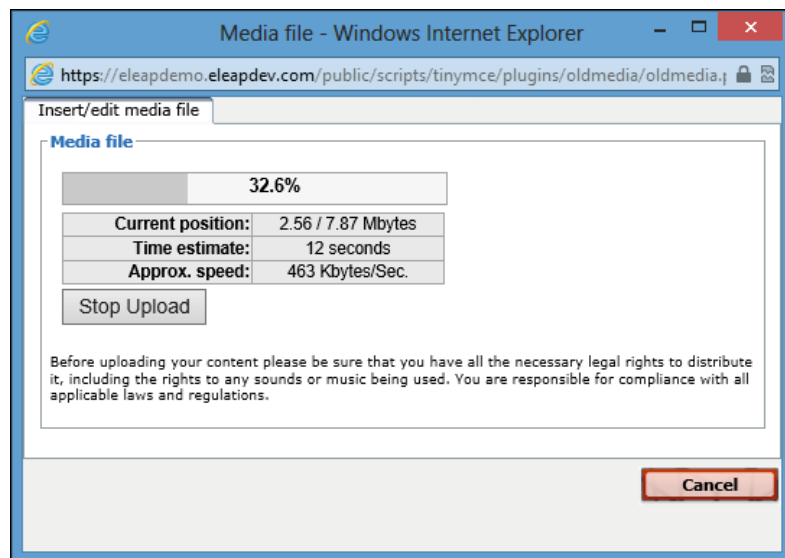 Media file - Windows Internet Explorer
https://eleapdemo.eleapdev.com/public/scripts/tinymce/plugins/oldmedia/oldmedia.
Insert/edit media file
Media file
32.6%
Current position: 2.56 / 7.87 Mbytes
Time estimate: 12 seconds
Approx. speed: 463 Kbytes/Sec.
Stop Upload
Before uploading your content please be sure that you have all the necessary legal rights to distribute
it, including the rights to any sounds or music being used. You are responsible for compliance with all
applicable laws and regulations.
Cancel